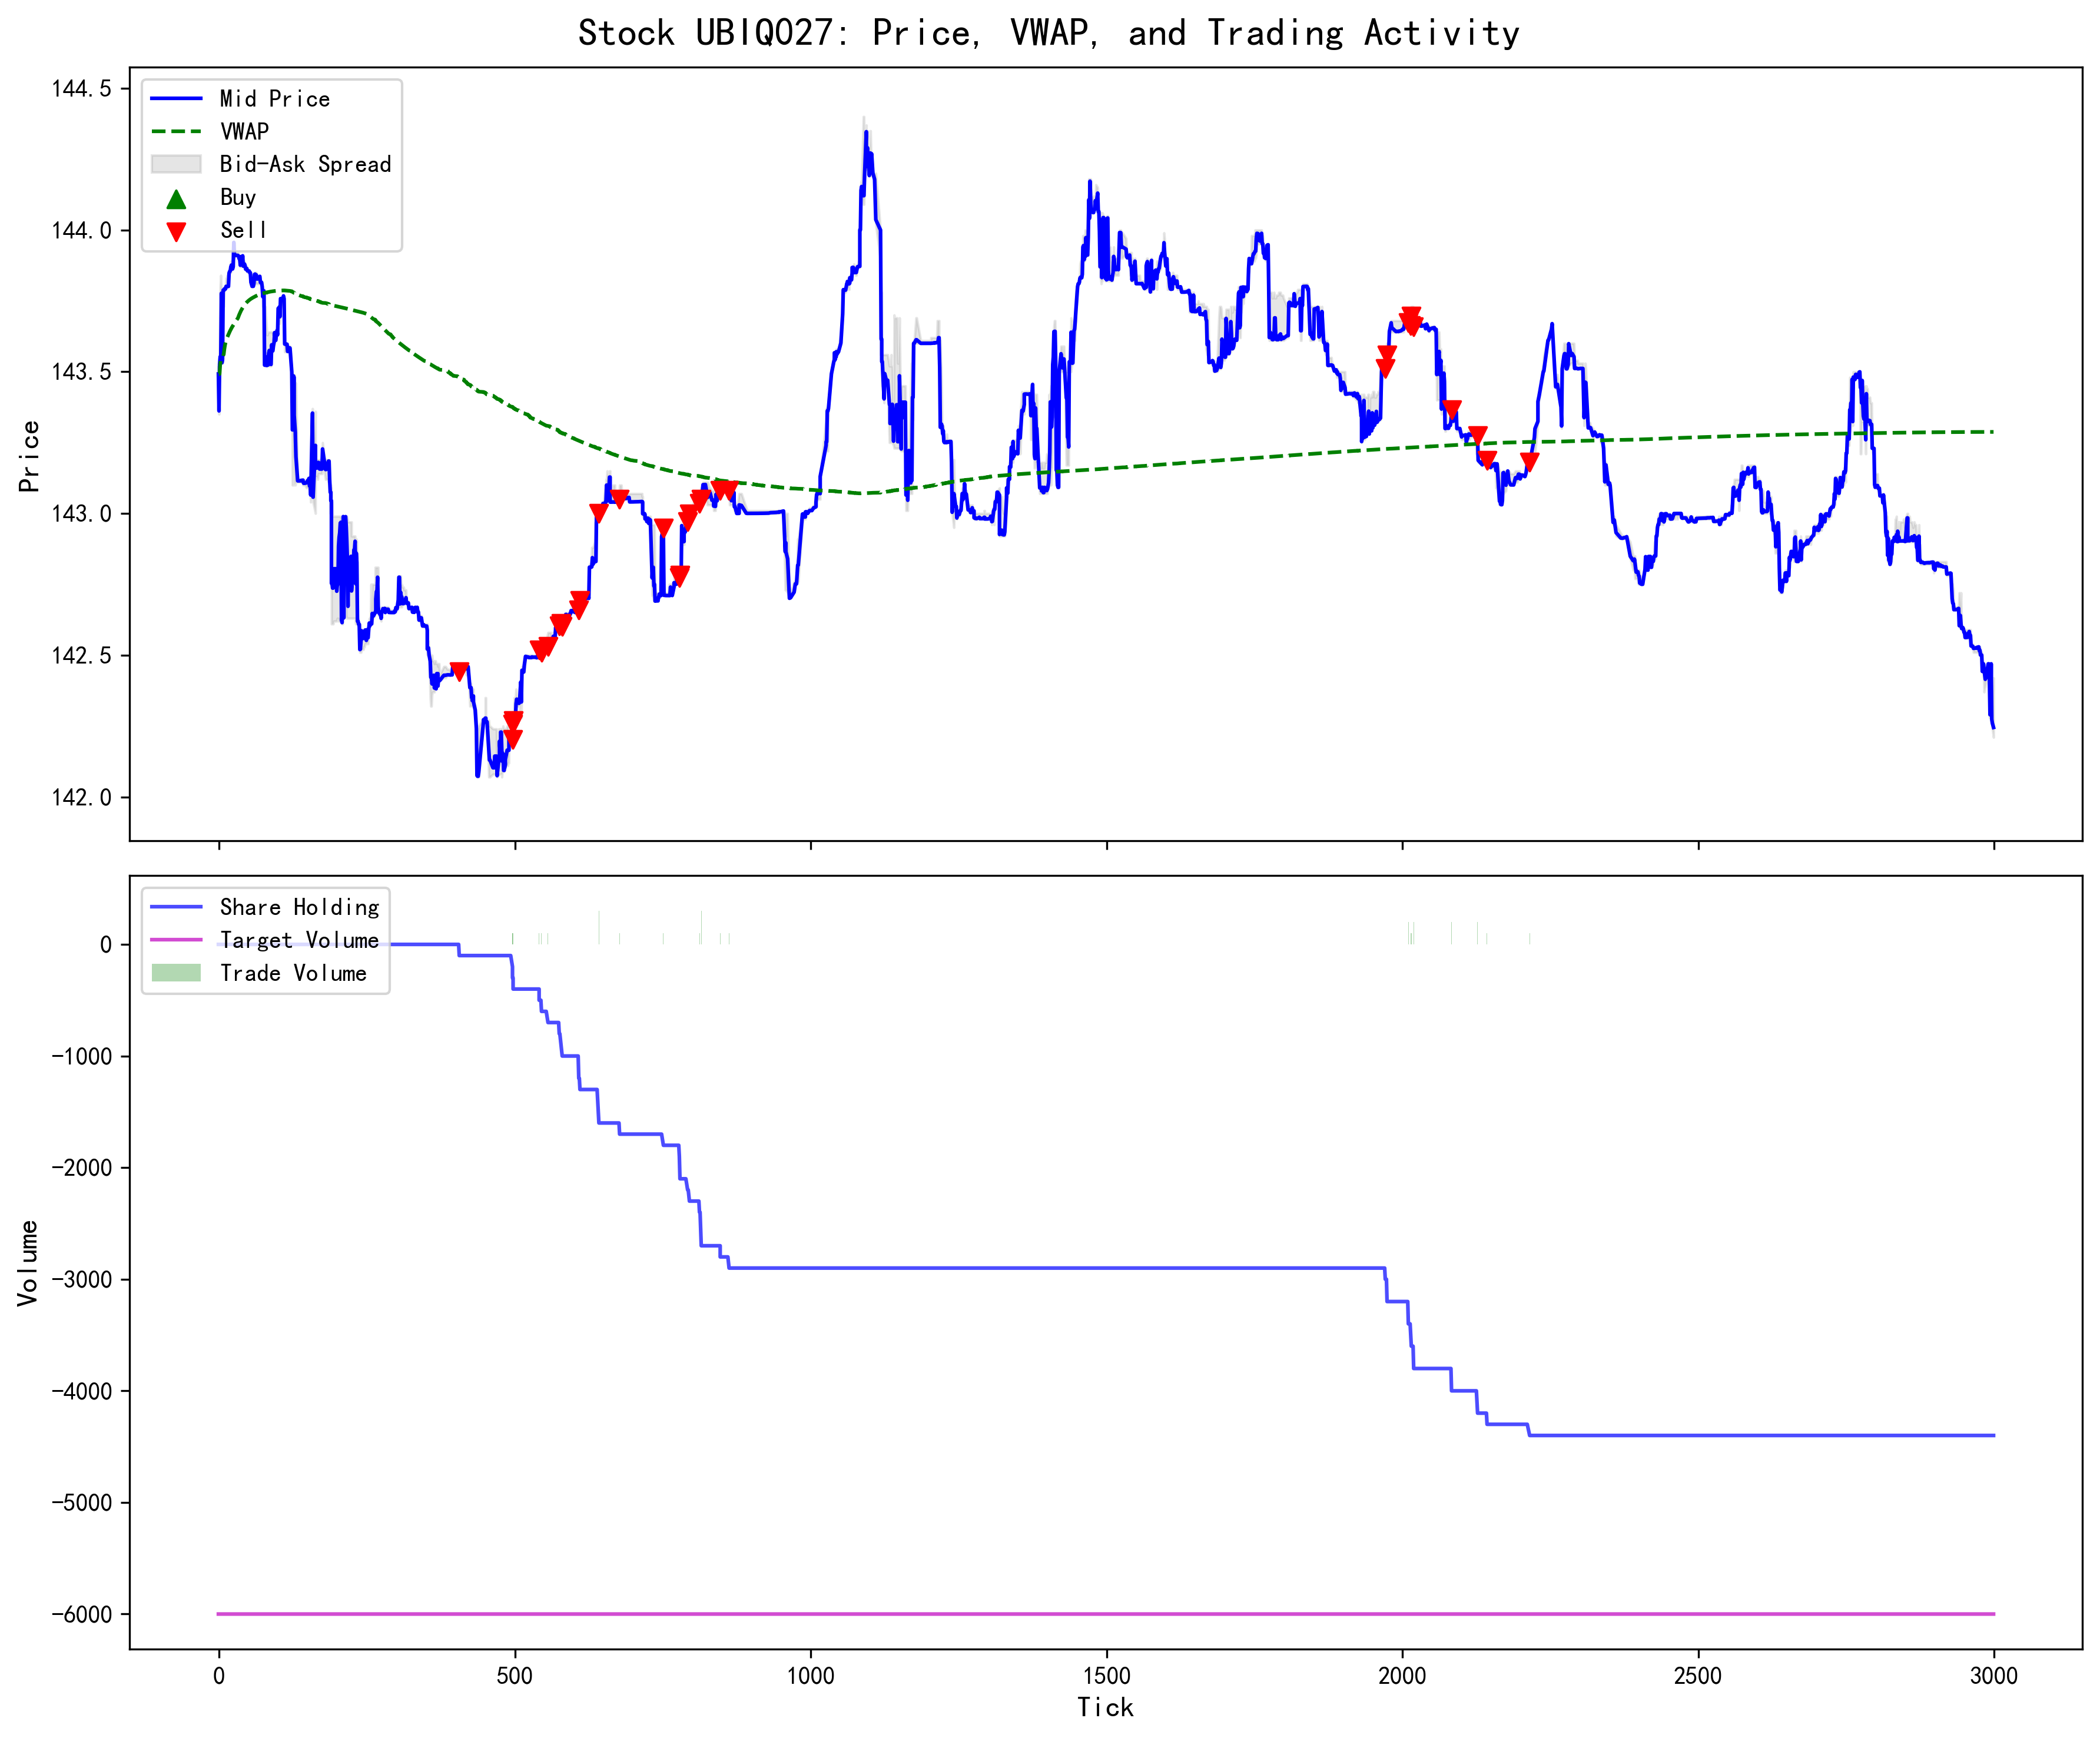 Stock UBIQ027: Price, VWAP, and Trading Activity
144.5
144.0
143.5
143.0
142.5
142.0
Price
Mid Price
VWAP
Bid-Ask Spread
Buy
Sell
0
-1000
-2000
-3000
-4000
-5000
-6000
Volume
Share Holding
Target Volume
Trade Volume
0
500
1000
1500
2000
2500
3000
Tick